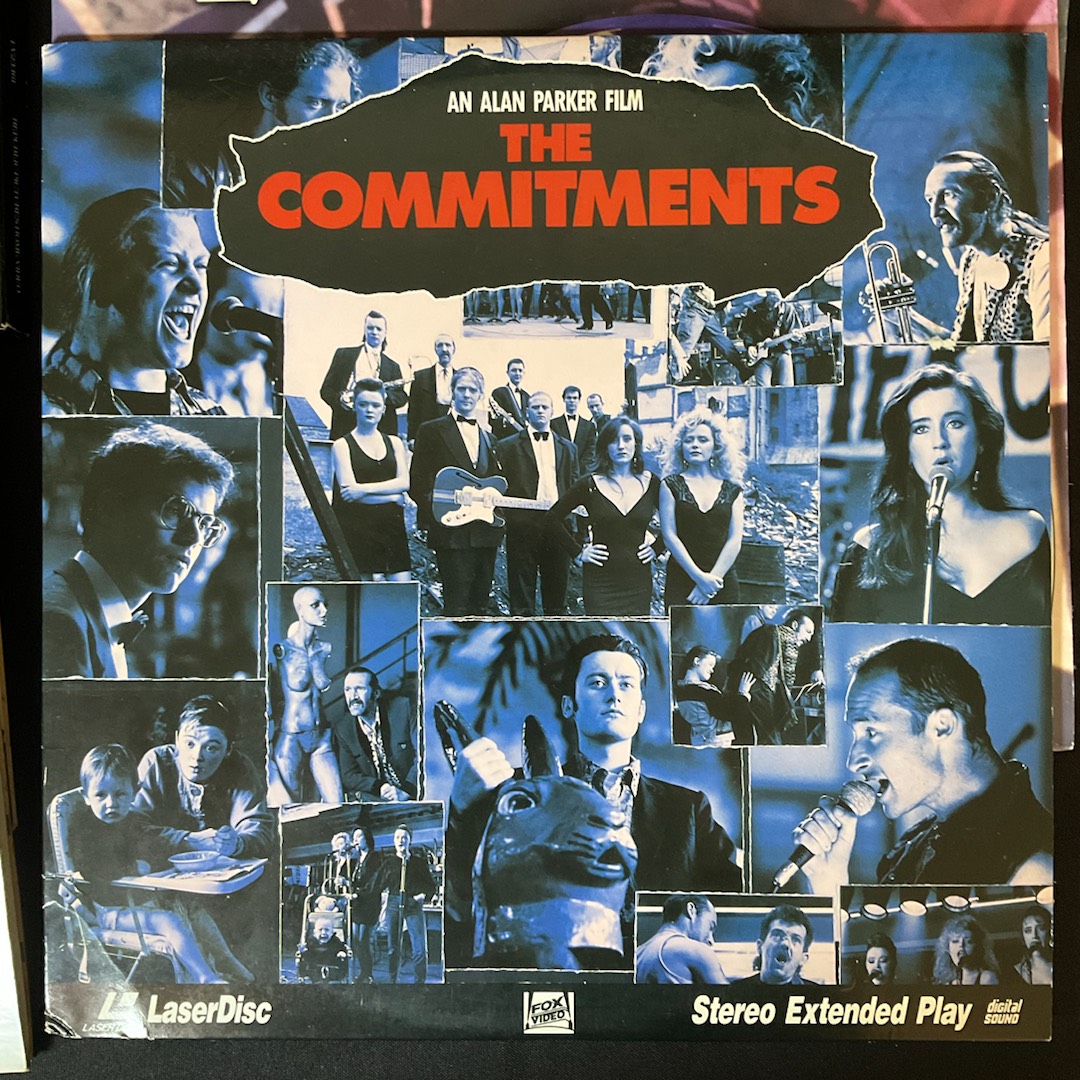 AN ALAN PARKER FILM
THE
COMMITMENTS
LaserDisc
FOX
VIDEO
Stereo Extended Play
digital
SOUND